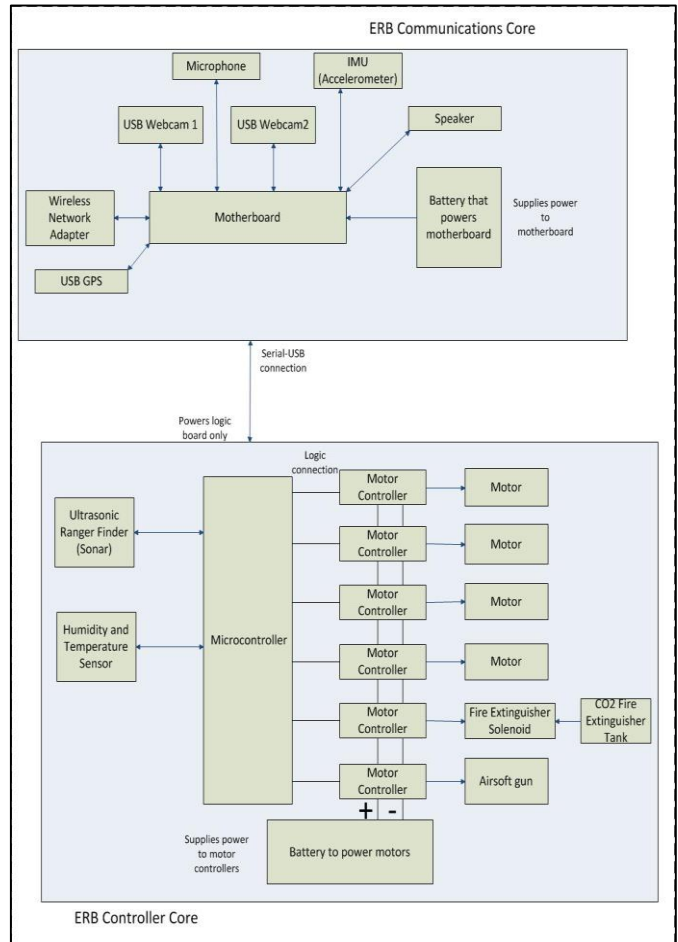 ERB Communications Core
Microphone
IMU
(Accelerometer)
USB Webcam 1
USB Webcam2
Speaker
Wireless
Network
Adapter
Motherboard
Battery that
powers
motherboard
Supplies power
to
motherboard
USB GPS
Serial-USB
connection
Powers logic
board only
Logic
connection
Motor
Controller
Motor
Ultrasonic
Ranger Finder
(Sonar)
Motor
Controller
Motor
Motor
Controller
Motor
Humidity and
Temperature
Sensor
Microcontroller
Motor
Controller
Motor
Motor
Controller
Fire Extinguisher
Solenoid
CO2 Fire
Extinguisher
Tank
Motor
Controller
Airsoft gun
+ -
Supplies power
to motor
controllers
Battery to power motors
ERB Controller Core